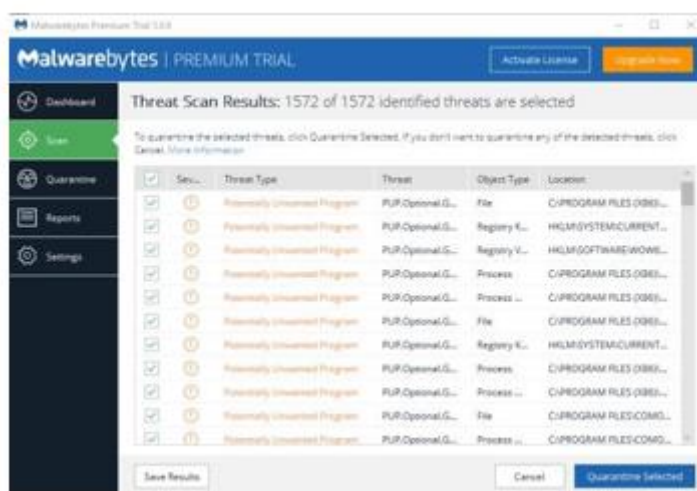 Malwarebytes Premium Trial
Malwarebytes | PREMIUM TRIAL
Activate License
Upgrade Now
Dashboard
Scan
Quarantine
Reports
Settings
Threat Scan Results: 1572 of 1572 identified threats are selected
To quarantine the selected threats, click Quarantine Selected. If you don't want to quarantine any of the detected threats, click
Cancel. More Information
Sev... Threat Type Threat Object Type Location
Potentially Unwanted Program PUP.Optional.G... File C:\PROGRAM FILES (X86)\...
Potentially Unwanted Program PUP.Optional.G... Registry K... HKLM\SYSTEM\CURRENT...
Potentially Unwanted Program PUP.Optional.G... Registry V... HKLM\SOFTWARE\WOW6...
Potentially Unwanted Program PUP.Optional.G... Process C:\PROGRAM FILES (X86)\...
Potentially Unwanted Program PUP.Optional.G... Process ... C:\PROGRAM FILES (X86)\...
Potentially Unwanted Program PUP.Optional.G... File C:\PROGRAM FILES (X86)\...
Potentially Unwanted Program PUP.Optional.G... Registry K... HKLM\SYSTEM\CURRENT...
Potentially Unwanted Program PUP.Optional.G... Process C:\PROGRAM FILES (X86)\...
Potentially Unwanted Program PUP.Optional.G... Process ... C:\PROGRAM FILES (X86)\...
Potentially Unwanted Program PUP.Optional.G... File C:\PROGRAM FILES\COMO...
Potentially Unwanted Program PUP.Optional.G... Process ... C:\PROGRAM FILES\COMO...
Save Results
Cancel
Quarantine Selected